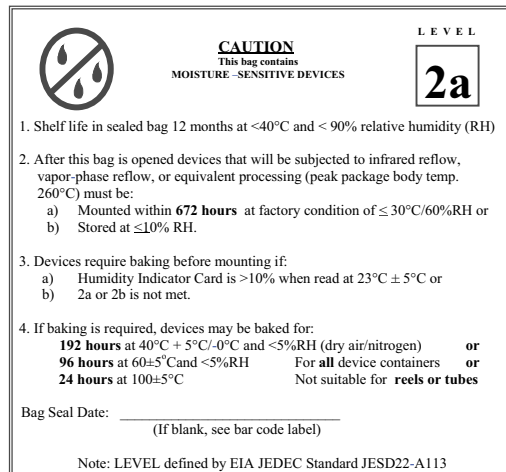 LEVEL
CAUTION
This bag contains
MOISTURE –SENSITIVE DEVICES
2a
1. Shelf life in sealed bag 12 months at <40°C and < 90% relative humidity (RH)
2. After this bag is opened devices that will be subjected to infrared reflow,
vapor-phase reflow, or equivalent processing (peak package body temp.
260°C) must be:
a) Mounted within 672 hours at factory condition of ≤ 30°C/60%RH or
b) Stored at ≤10% RH.
3. Devices require baking before mounting if:
a) Humidity Indicator Card is >10% when read at 23°C ± 5°C or
b) 2a or 2b is not met.
4. If baking is required, devices may be baked for:
192 hours at 40°C + 5°C/-0°C and <5%RH (dry air/nitrogen) or
96 hours at 60±5°Cand <5%RH For all device containers or
24 hours at 100±5°C Not suitable for reels or tubes
Bag Seal Date: ______________________________
(If blank, see bar code label)
Note: LEVEL defined by EIA JEDEC Standard JESD22-A113